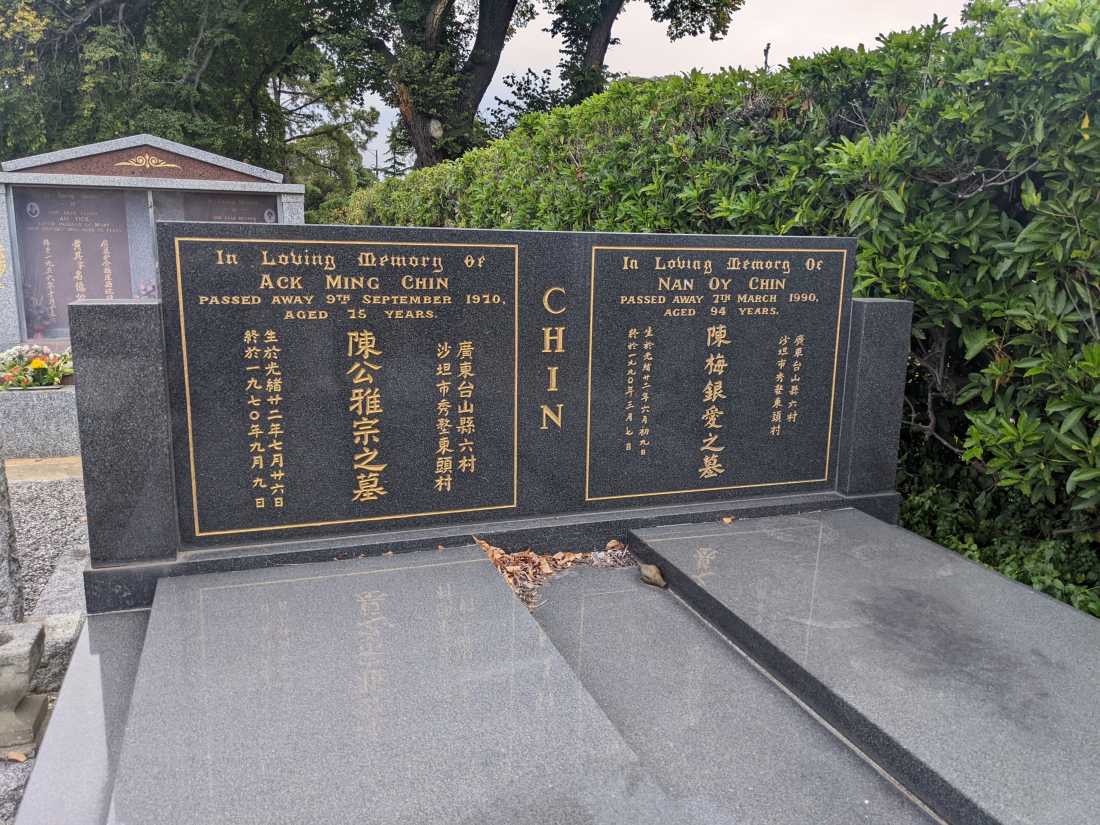 In Loving Memory Of
ACK MING CHIN
PASSED AWAY 9TH SEPTEMBER 1970,
AGED 75 YEARS.
廣東台山縣六村
沙坦市秀墪東頭村
陳公雅宗之墓
生於光緒廿二年七月廿六日
終於一九七〇年九月九日
CHIN
In Loving Memory Of
NAN OY CHIN
PASSED AWAY 7TH MARCH 1990,
AGED 94 YEARS.
廣東台山縣六村
沙坦市秀墪東頭村
陳梅銀愛之墓
生於光緒廿二年六月初九日
終於一九九〇年三月七日
AH YICK